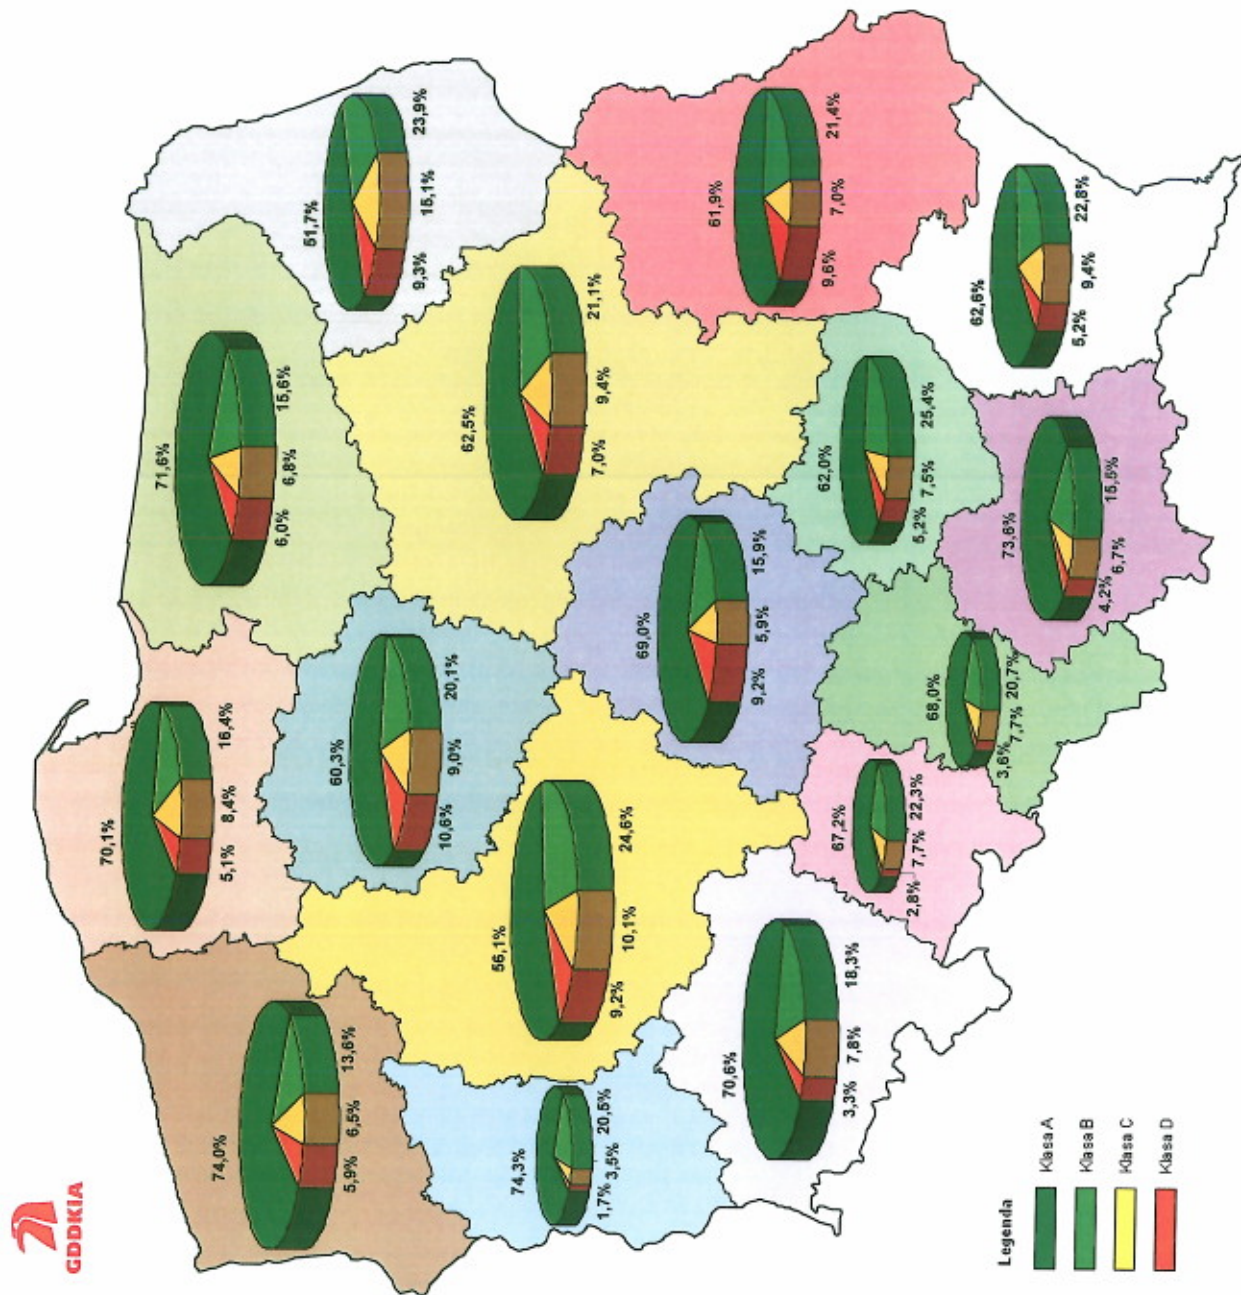 GDDKIA
70,1%
5,1% 8,4% 16,4%
71,6%
6,0% 6,8% 15,6%
74,0%
5,9% 6,5% 13,6%
51,7%
9,3% 15,1% 23,9%
60,3%
10,6% 9,0% 20,1%
62,5%
7,0% 9,4% 21,1%
56,1%
9,2% 10,1% 24,6%
74,3%
1,7% 3,5% 20,5%
69,0%
9,2% 5,9% 15,9%
61,9%
9,6% 7,0% 21,4%
70,6%
3,3% 7,8% 18,3%
62,0%
5,2% 7,5% 25,4%
67,2%
2,8% 7,7% 22,3%
68,0%
3,6% 7,7% 20,7%
73,6%
4,2% 6,7% 15,5%
62,6%
5,2% 9,4% 22,8%
Legenda
Klasa A
Klasa B
Klasa C
Klasa D